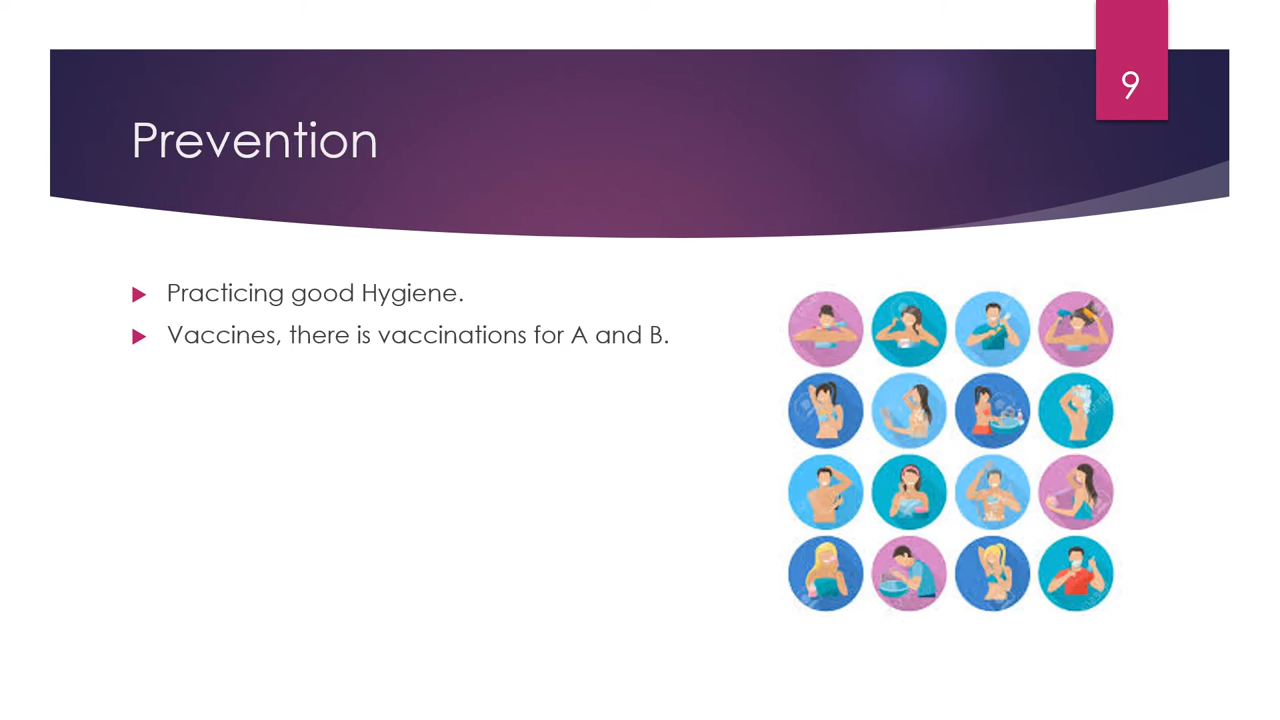 9
Prevention
Practicing good Hygiene.
Vaccines, there is vaccinations for A and B.